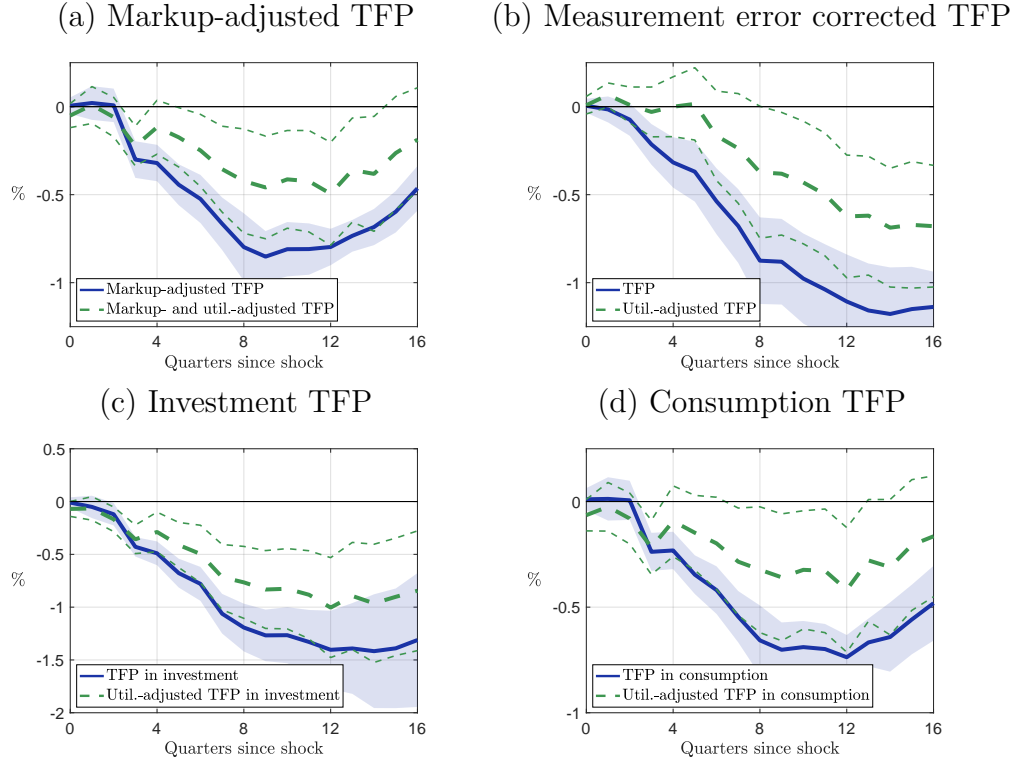 (a) Markup-adjusted TFP
0
-0.5
-1
%
0 4 8 12 16
Quarters since shock
Markup-adjusted TFP
Markup- and util.-adjusted TFP
(b) Measurement error corrected TFP
0
-0.5
-1
%
0 4 8 12 16
Quarters since shock
TFP
Util.-adjusted TFP
(c) Investment TFP
0.5
0
-0.5
-1
-1.5
-2
%
0 4 8 12 16
Quarters since shock
TFP in investment
Util.-adjusted TFP in investment
(d) Consumption TFP
0
-0.5
-1
%
0 4 8 12 16
Quarters since shock
TFP in consumption
Util.-adjusted TFP in consumption